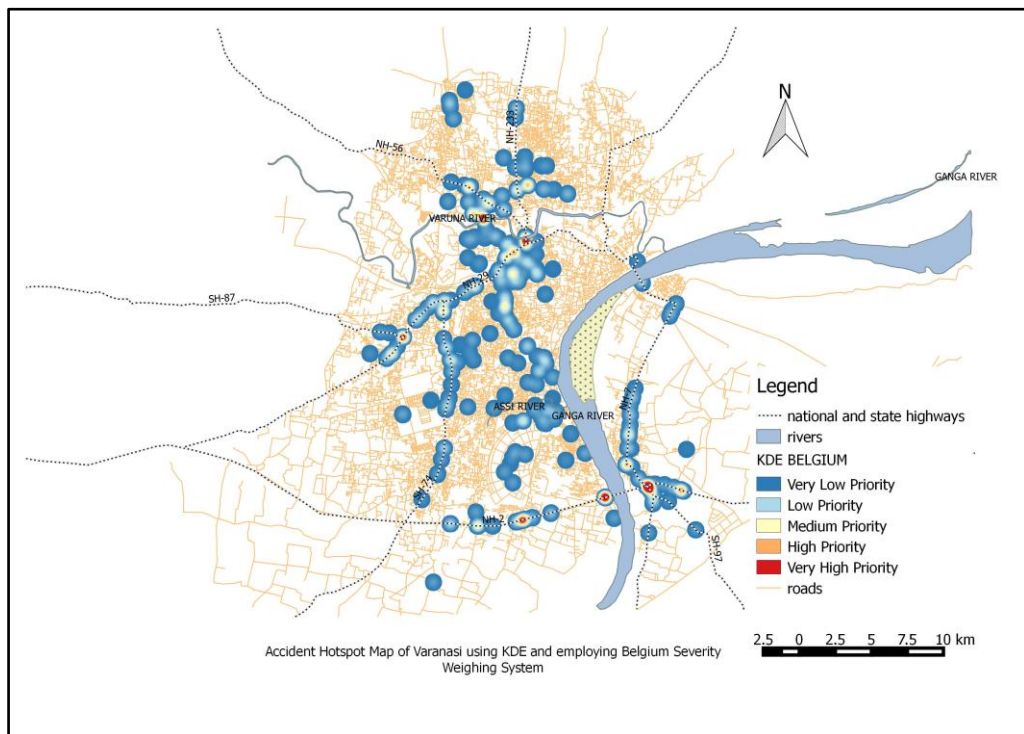 N
NH-233
NH-56
GANGA RIVER
VARUNA RIVER
NH-29
SH-87
NH-7
ASSI RIVER
GANGA RIVER
SH-74
NH-2
SH-97
Legend
national and state highways
rivers
KDE BELGIUM
Very Low Priority
Low Priority
Medium Priority
High Priority
Very High Priority
roads
2.5 0 2.5 5 7.5 10 km
Accident Hotspot Map of Varanasi using KDE and employing Belgium Severity
Weighing System